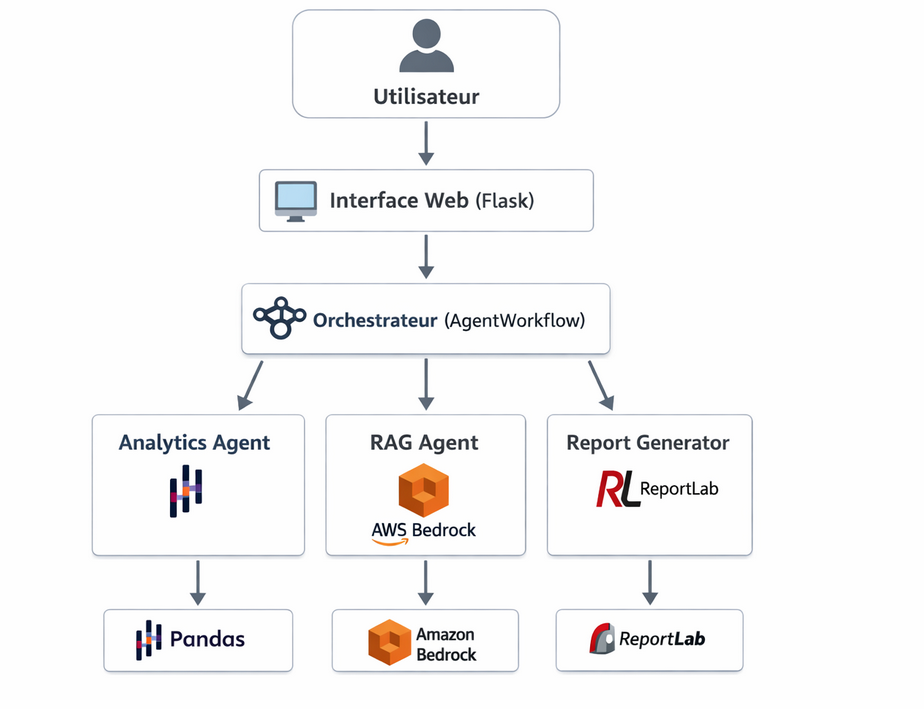 Utilisateur
Interface Web (Flask)
Orchestrateur (AgentWorkflow)
Analytics Agent
RAG Agent
AWS Bedrock
Report Generator
RL ReportLab
Pandas
Amazon
Bedrock
ReportLab